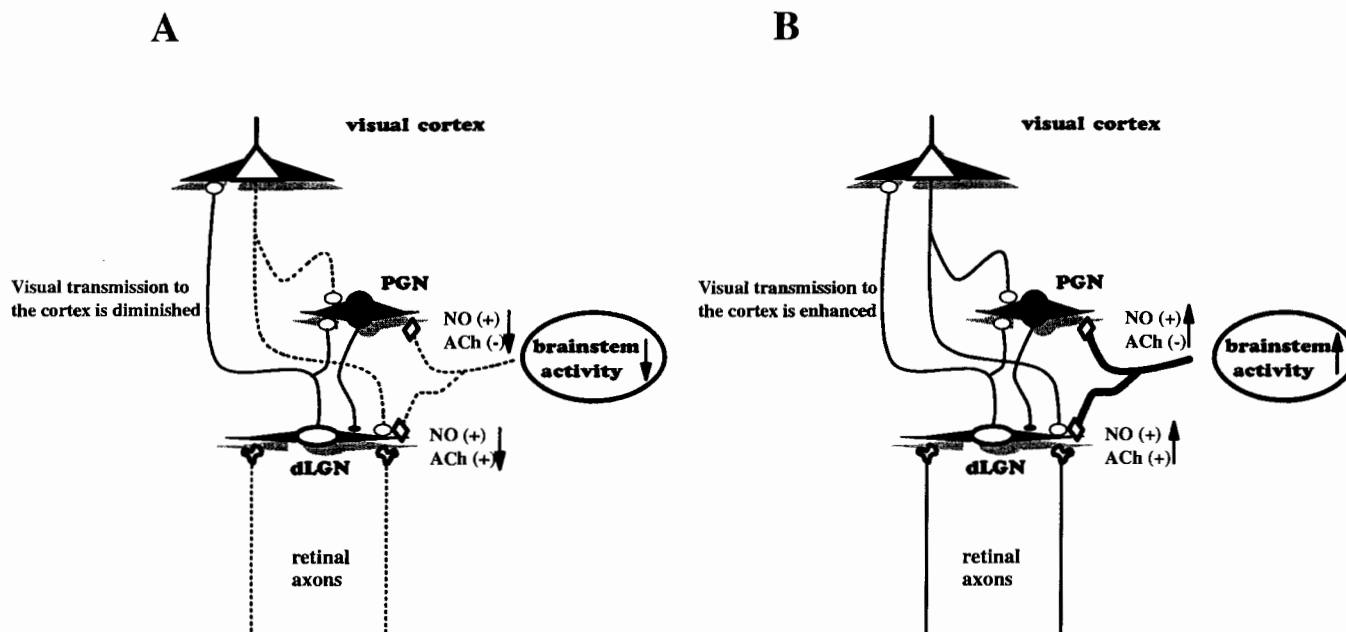 A
visual cortex
Visual transmission to
the cortex is diminished
PGN
NO (+)
ACh (-)
brainstem
activity
NO (+)
ACh (+)
dLGN
retinal
axons
B
visual cortex
Visual transmission to
the cortex is enhanced
PGN
NO (+)
ACh (-)
brainstem
activity
NO (+)
ACh (+)
dLGN
retinal
axons